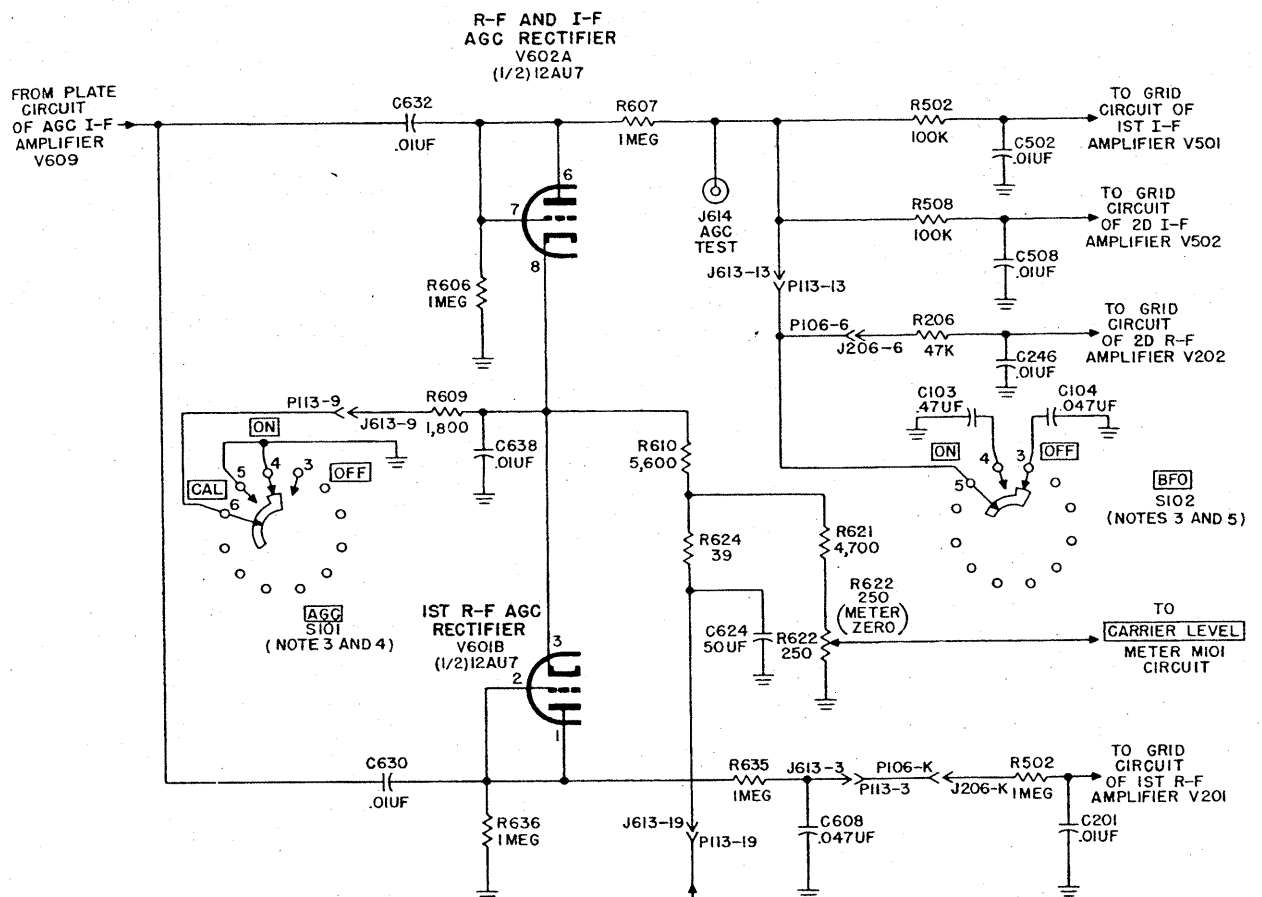 R-F AND I-F
AGC RECTIFIER
V602A
(1/2)12AU7
FROM PLATE
CIRCUIT
OF AGC I-F
AMPLIFIER
V609
C632
.01UF
R607
1MEG
R502
100K
TO GRID
CIRCUIT OF
1ST I-F
AMPLIFIER V501
C502
.01UF
6
7
8
J614
AGC
TEST
R508
100K
TO GRID
CIRCUIT
OF 2D I-F
AMPLIFIER V502
C508
.01UF
R606
1MEG
J613-13
P113-13
P106-6
J206-6
R206
47K
TO GRID
CIRCUIT
OF 2D R-F
AMPLIFIER V202
C246
.01UF
P113-9
J613-9
R609
1,800
C638
.01UF
R610
5,600
C103
.47UF
C104
.047UF
ON
4
3
OFF
5
CAL
6
ON
4
3
OFF
5
BFO
S102
(NOTES 3 AND 5)
R624
39
R621
4,700
AGC
S101
(NOTE 3 AND 4)
1ST R-F AGC
RECTIFIER
V601B
(1/2)12AU7
3
2
1
C624
50UF
R622
250
(METER
ZERO)
R622
250
TO
CARRIER LEVEL
METER M101
CIRCUIT
C630
.01UF
R636
1MEG
R635
1MEG
J613-3
P113-3
P106-K
J206-K
R502
1MEG
TO GRID
CIRCUIT
OF 1ST R-F
AMPLIFIER V201
J613-19
P113-19
C608
.047UF
C201
.01UF